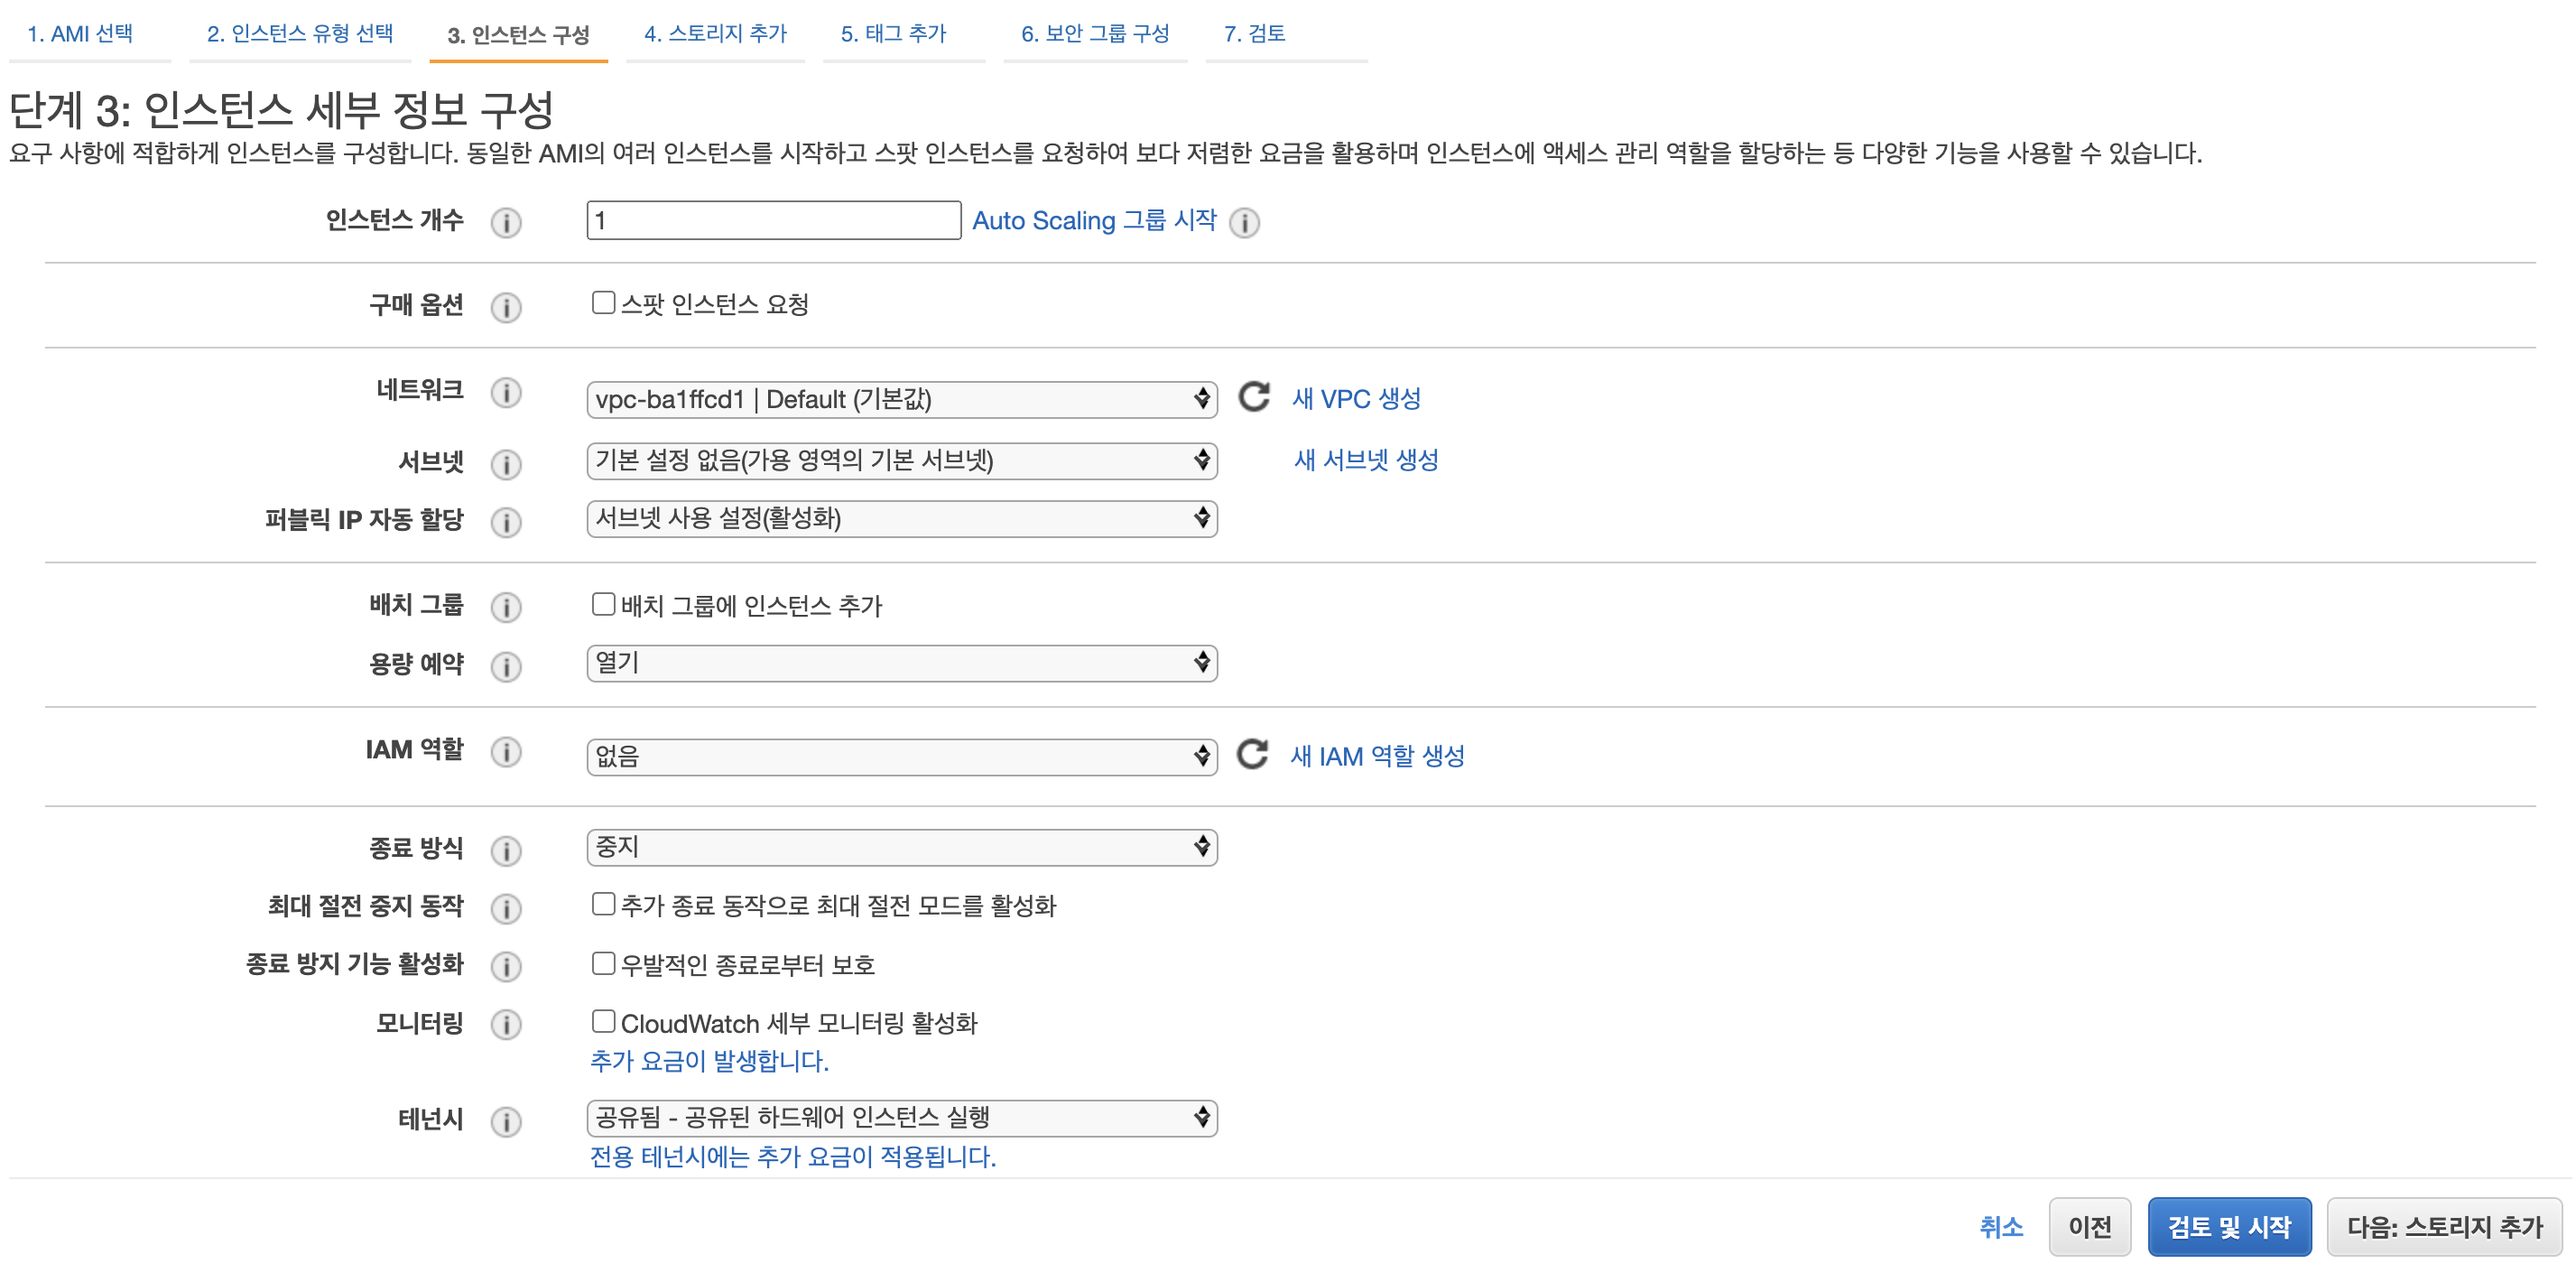 1. AMI 선택 2. 인스턴스 유형 선택 3. 인스턴스 구성 4. 스토리지 추가 5. 태그 추가 6. 보안 그룹 구성 7. 검토
단계 3: 인스턴스 세부 정보 구성
요구 사항에 적합하게 인스턴스를 구성합니다. 동일한 AMI의 여러 인스턴스를 시작하고 스팟 인스턴스를 요청하여 보다 저렴한 요금을 활용하며 인스턴스에 액세스 관리 역할을 할당하는 등 다양한 기능을 사용할 수 있습니다.
인스턴스 개수 i 1 Auto Scaling 그룹 시작 i
구매 옵션 i 스팟 인스턴스 요청
네트워크 i vpc-ba1ffcd1 | Default (기본값) 새 VPC 생성
서브넷 i 기본 설정 없음(가용 영역의 기본 서브넷) 새 서브넷 생성
퍼블릭 IP 자동 할당 i 서브넷 사용 설정(활성화)
배치 그룹 i 배치 그룹에 인스턴스 추가
용량 예약 i 열기
IAM 역할 i 없음 새 IAM 역할 생성
종료 방식 i 중지
최대 절전 중지 동작 i 추가 종료 동작으로 최대 절전 모드를 활성화
종료 방지 기능 활성화 i 우발적인 종료로부터 보호
모니터링 i CloudWatch 세부 모니터링 활성화
추가 요금이 발생합니다.
테넌시 i 공유됨 - 공유된 하드웨어 인스턴스 실행
전용 테넌시에는 추가 요금이 적용됩니다.
취소 이전 검토 및 시작 다음: 스토리지 추가